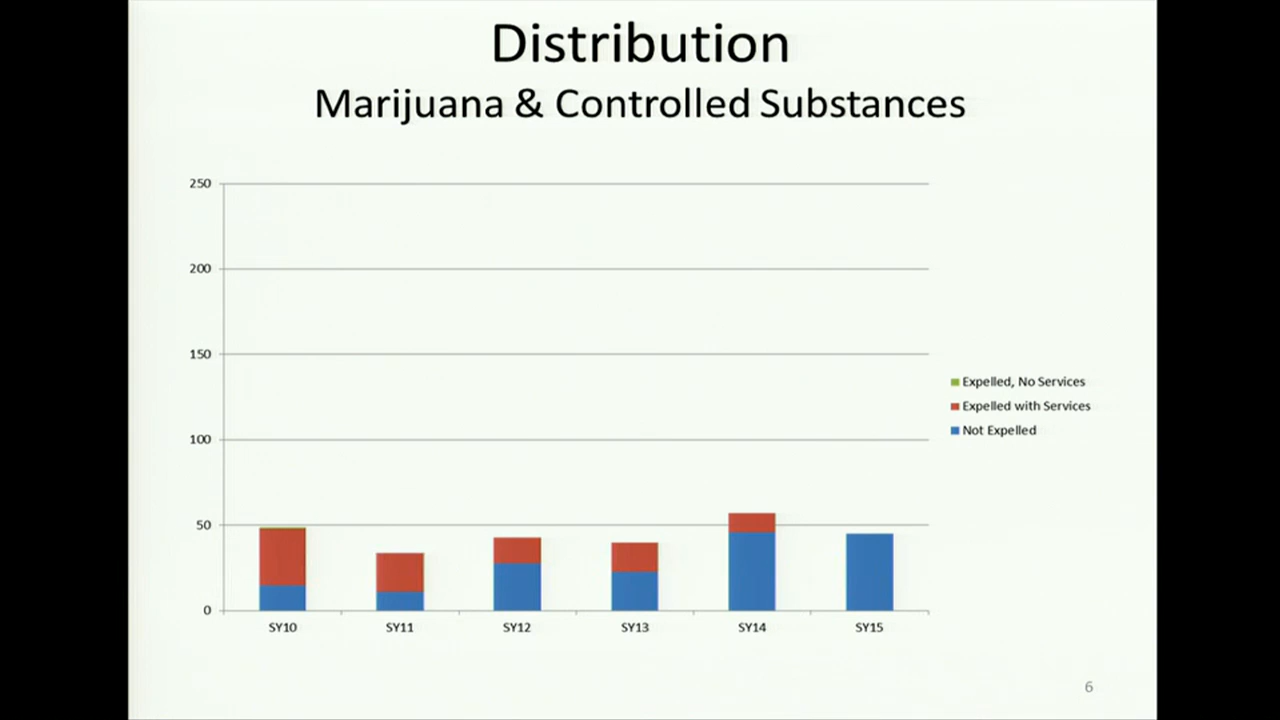 Distribution
Marijuana & Controlled Substances
250
200
150
100
50
0
SY10 SY11 SY12 SY13 SY14 SY15
Expelled, No Services
Expelled with Services
Not Expelled
6